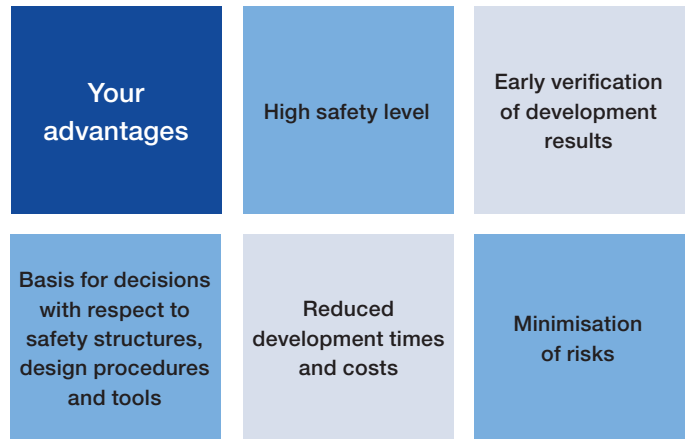 Your
advantages
High safety level
Early verification
of development
results
Basis for decisions
with respect to
safety structures,
design procedures
and tools
Reduced
development times
and costs
Minimisation
of risks